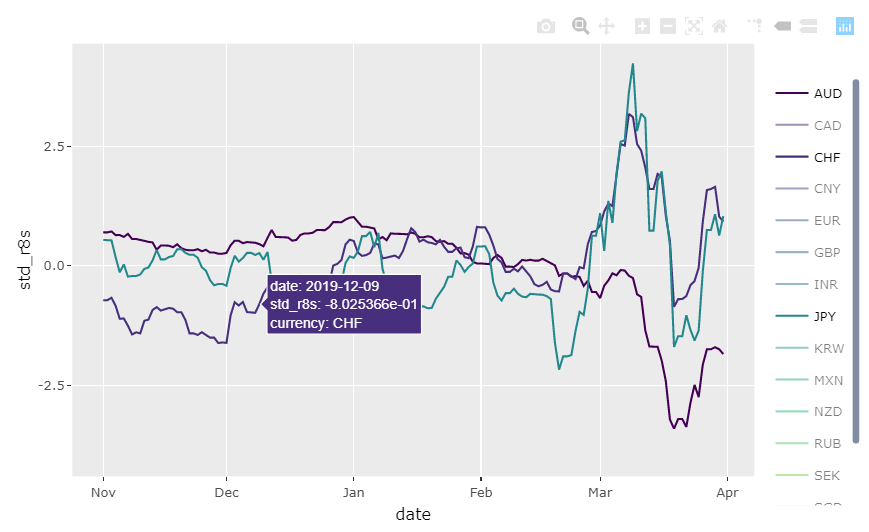 2.5
0.0
-2.5
std_r8s
Nov Dec Jan Feb Mar Apr
date
date: 2019-12-09
std_r8s: -8.025366e-01
currency: CHF
AUD
CAD
CHF
CNY
EUR
GBP
INR
JPY
KRW
MXN
NZD
RUB
SEK